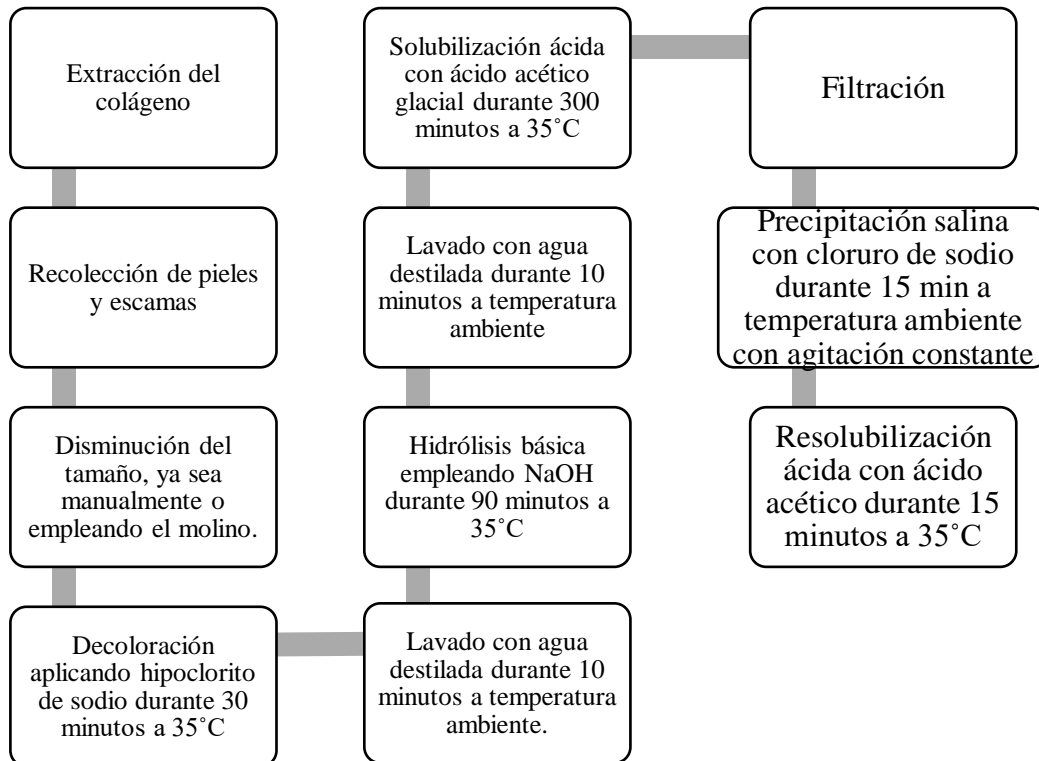 Extracción del
colágeno
Recolección de pieles
y escamas
Disminución del
tamaño, ya sea
manualmente o
empleando el molino.
Decoloración
aplicando hipoclorito
de sodio durante 30
minutos a 35˚C
Lavado con agua
destilada durante 10
minutos a temperatura
ambiente.
Hidrólisis básica
empleando NaOH
durante 90 minutos a
35˚C
Lavado con agua
destilada durante 10
minutos a temperatura
ambiente
Solubilización ácida
con ácido acético
glacial durante 300
minutos a 35˚C
Filtración
Precipitación salina
con cloruro de sodio
durante 15 min a
temperatura ambiente
con agitación constante
Resolubilización
ácida con ácido
acético durante 15
minutos a 35˚C